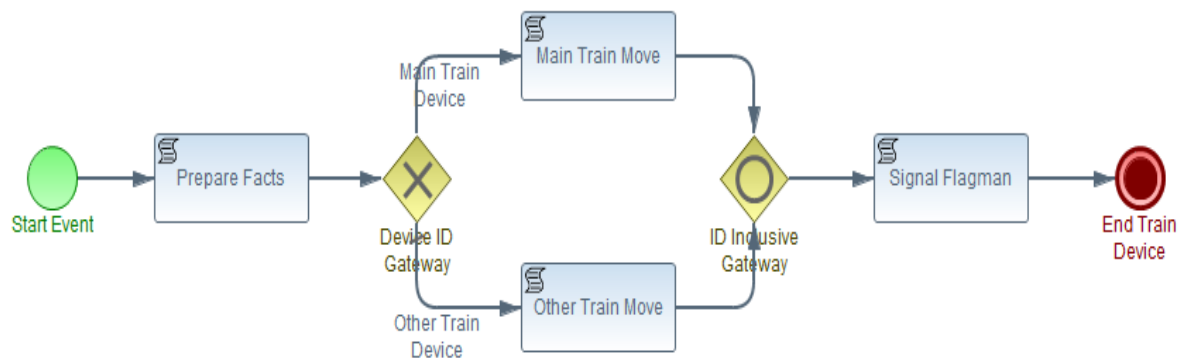 Main Train Move
Main Train
Device
Prepare Facts
Signal Flagman
Start Event
Device ID
Gateway
ID Inclusive
Gateway
End Train
Device
Other Train Move
Other Train
Device